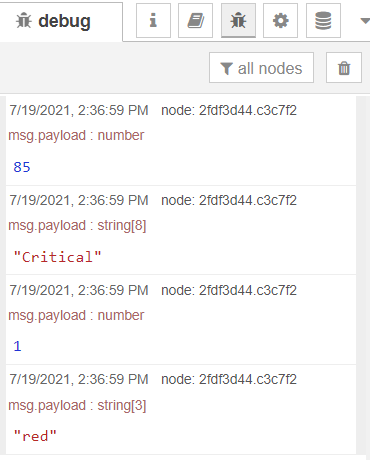 debug
all nodes
7/19/2021, 2:36:59 PM node: 2fdf3d44.c3c7f2
msg.payload : number
85
7/19/2021, 2:36:59 PM node: 2fdf3d44.c3c7f2
msg.payload : string[8]
"Critical"
7/19/2021, 2:36:59 PM node: 2fdf3d44.c3c7f2
msg.payload : number
1
7/19/2021, 2:36:59 PM node: 2fdf3d44.c3c7f2
msg.payload : string[3]
"red"